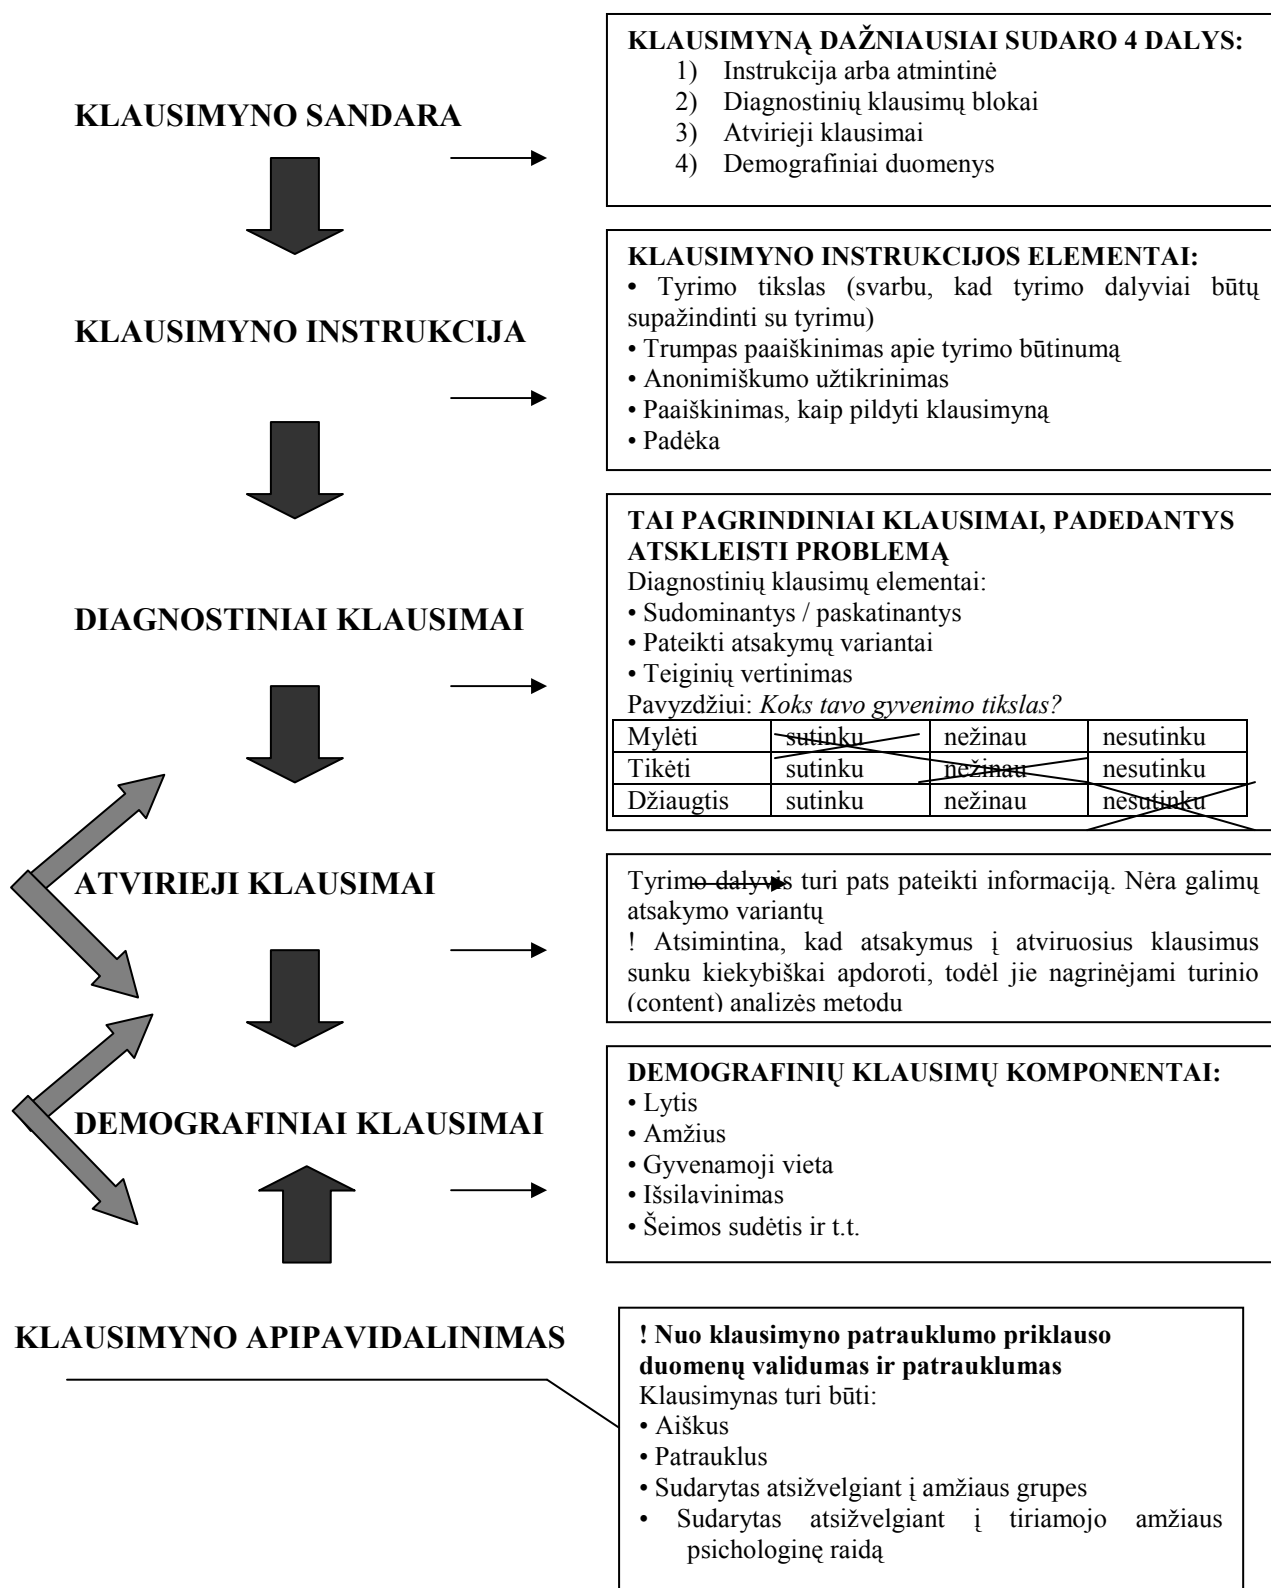 KLAUSIMYNO SANDARA
KLAUSIMYNĄ DAŽNIAUSIAI SUDARO 4 DALYS:
1) Instrukcija arba atmintinė
2) Diagnostinių klausimų blokai
3) Atvirieji klausimai
4) Demografiniai duomenys
KLAUSIMYNO INSTRUKCIJA
KLAUSIMYNO INSTRUKCIJOS ELEMENTAI:
• Tyrimo tikslas (svarbu, kad tyrimo dalyviai būtų
supažindinti su tyrimu)
• Trumpas paaiškinimas apie tyrimo būtinumą
• Anonimiškumo užtikrinimas
• Paaiškinimas, kaip pildyti klausimyną
• Padėka
DIAGNOSTINIAI KLAUSIMAI
TAI PAGRINDINIAI KLAUSIMAI, PADEDANTYS
ATSKLEISTI PROBLEMĄ
Diagnostinių klausimų elementai:
• Sudominantys / paskatinantys
• Pateikti atsakymų variantai
• Teiginių vertinimas
Pavyzdžiui: Koks tavo gyvenimo tikslas?
Mylėti sutinku nežinau nesutinku
Tikėti sutinku nežinau nesutinku
Džiaugtis sutinku nežinau nesutinku
ATVIRIEJI KLAUSIMAI
Tyrimo dalyvis turi pats pateikti informaciją. Nėra galimų
atsakymo variantų
! Atsimintina, kad atsakymus į atviruosius klausimus
sunku kiekybiškai apdoroti, todėl jie nagrinėjami turinio
(content) analizės metodu
DEMOGRAFINIAI KLAUSIMAI
DEMOGRAFINIŲ KLAUSIMŲ KOMPONENTAI:
• Lytis
• Amžius
• Gyvenamoji vieta
• Išsilavinimas
• Šeimos sudėtis ir t.t.
KLAUSIMYNO APIPAVIDALINIMAS
! Nuo klausimyno patrauklumo priklauso
duomenų validumas ir patrauklumas
Klausimynas turi būti:
• Aiškus
• Patrauklus
• Sudarytas atsižvelgiant į amžiaus grupes
• Sudarytas atsižvelgiant į tiriamojo amžiaus
psichologinę raidą